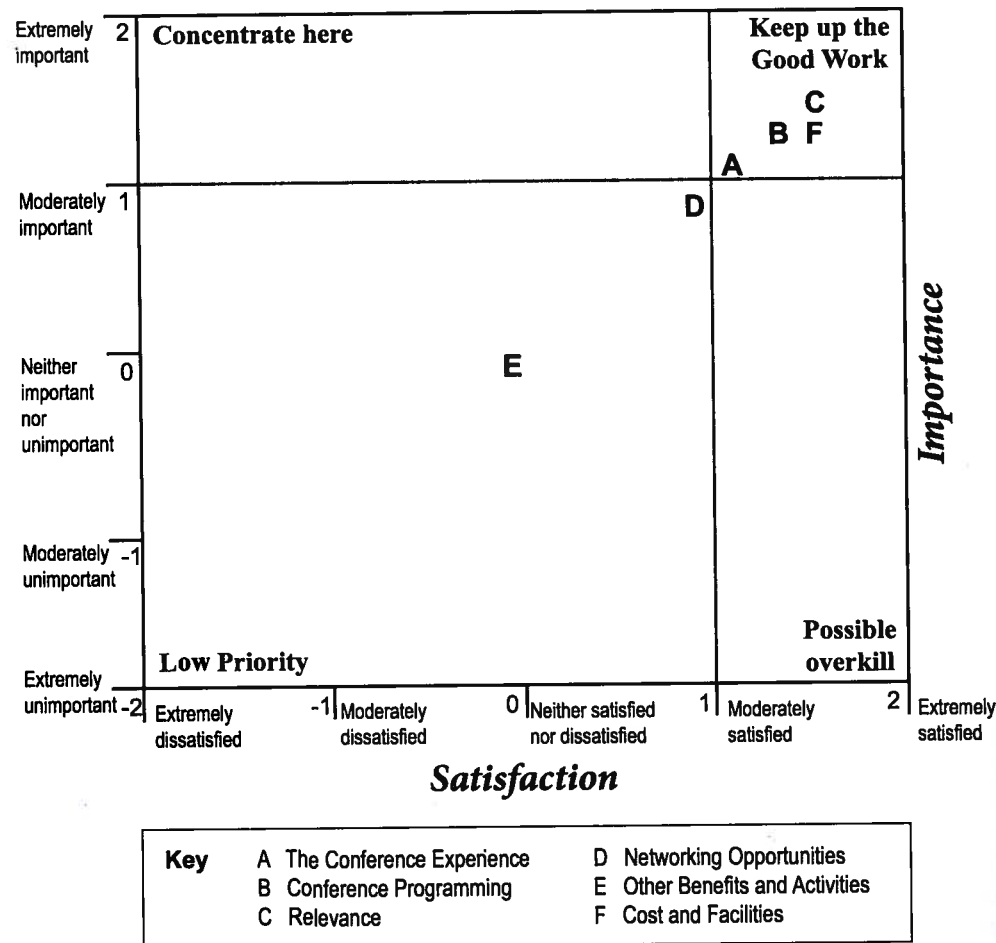 Extremely important 2
Concentrate here
Keep up the
Good Work
C
B F
A
Moderately important 1
D
Neither important nor unimportant 0
E
Importance
Moderately unimportant -1
Possible
overkill
Low Priority
Extremely unimportant -2
Extremely dissatisfied
-1 Moderately dissatisfied
0 Neither satisfied nor dissatisfied
1 Moderately satisfied
2 Extremely satisfied
Satisfaction
Key
A The Conference Experience
B Conference Programming
C Relevance
D Networking Opportunities
E Other Benefits and Activities
F Cost and Facilities